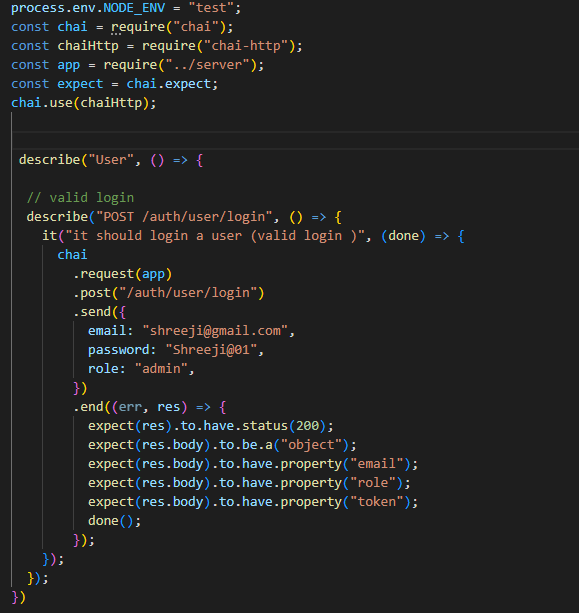 process.env.NODE_ENV = "test";
const chai = require("chai");
const chaiHttp = require("chai-http");
const app = require("../server");
const expect = chai.expect;
chai.use(chaiHttp);
describe("User", () => {
// valid login
describe("POST /auth/user/login", () => {
it("it should login a user (valid login )", (done) => {
chai
.request(app)
.post("/auth/user/login")
.send({
email: "shreeji@gmail.com",
password: "Shreeji@01",
role: "admin",
})
.end((err, res) => {
expect(res).to.have.status(200);
expect(res.body).to.be.a("object");
expect(res.body).to.have.property("email");
expect(res.body).to.have.property("role");
expect(res.body).to.have.property("token");
done();
});
});
});
})